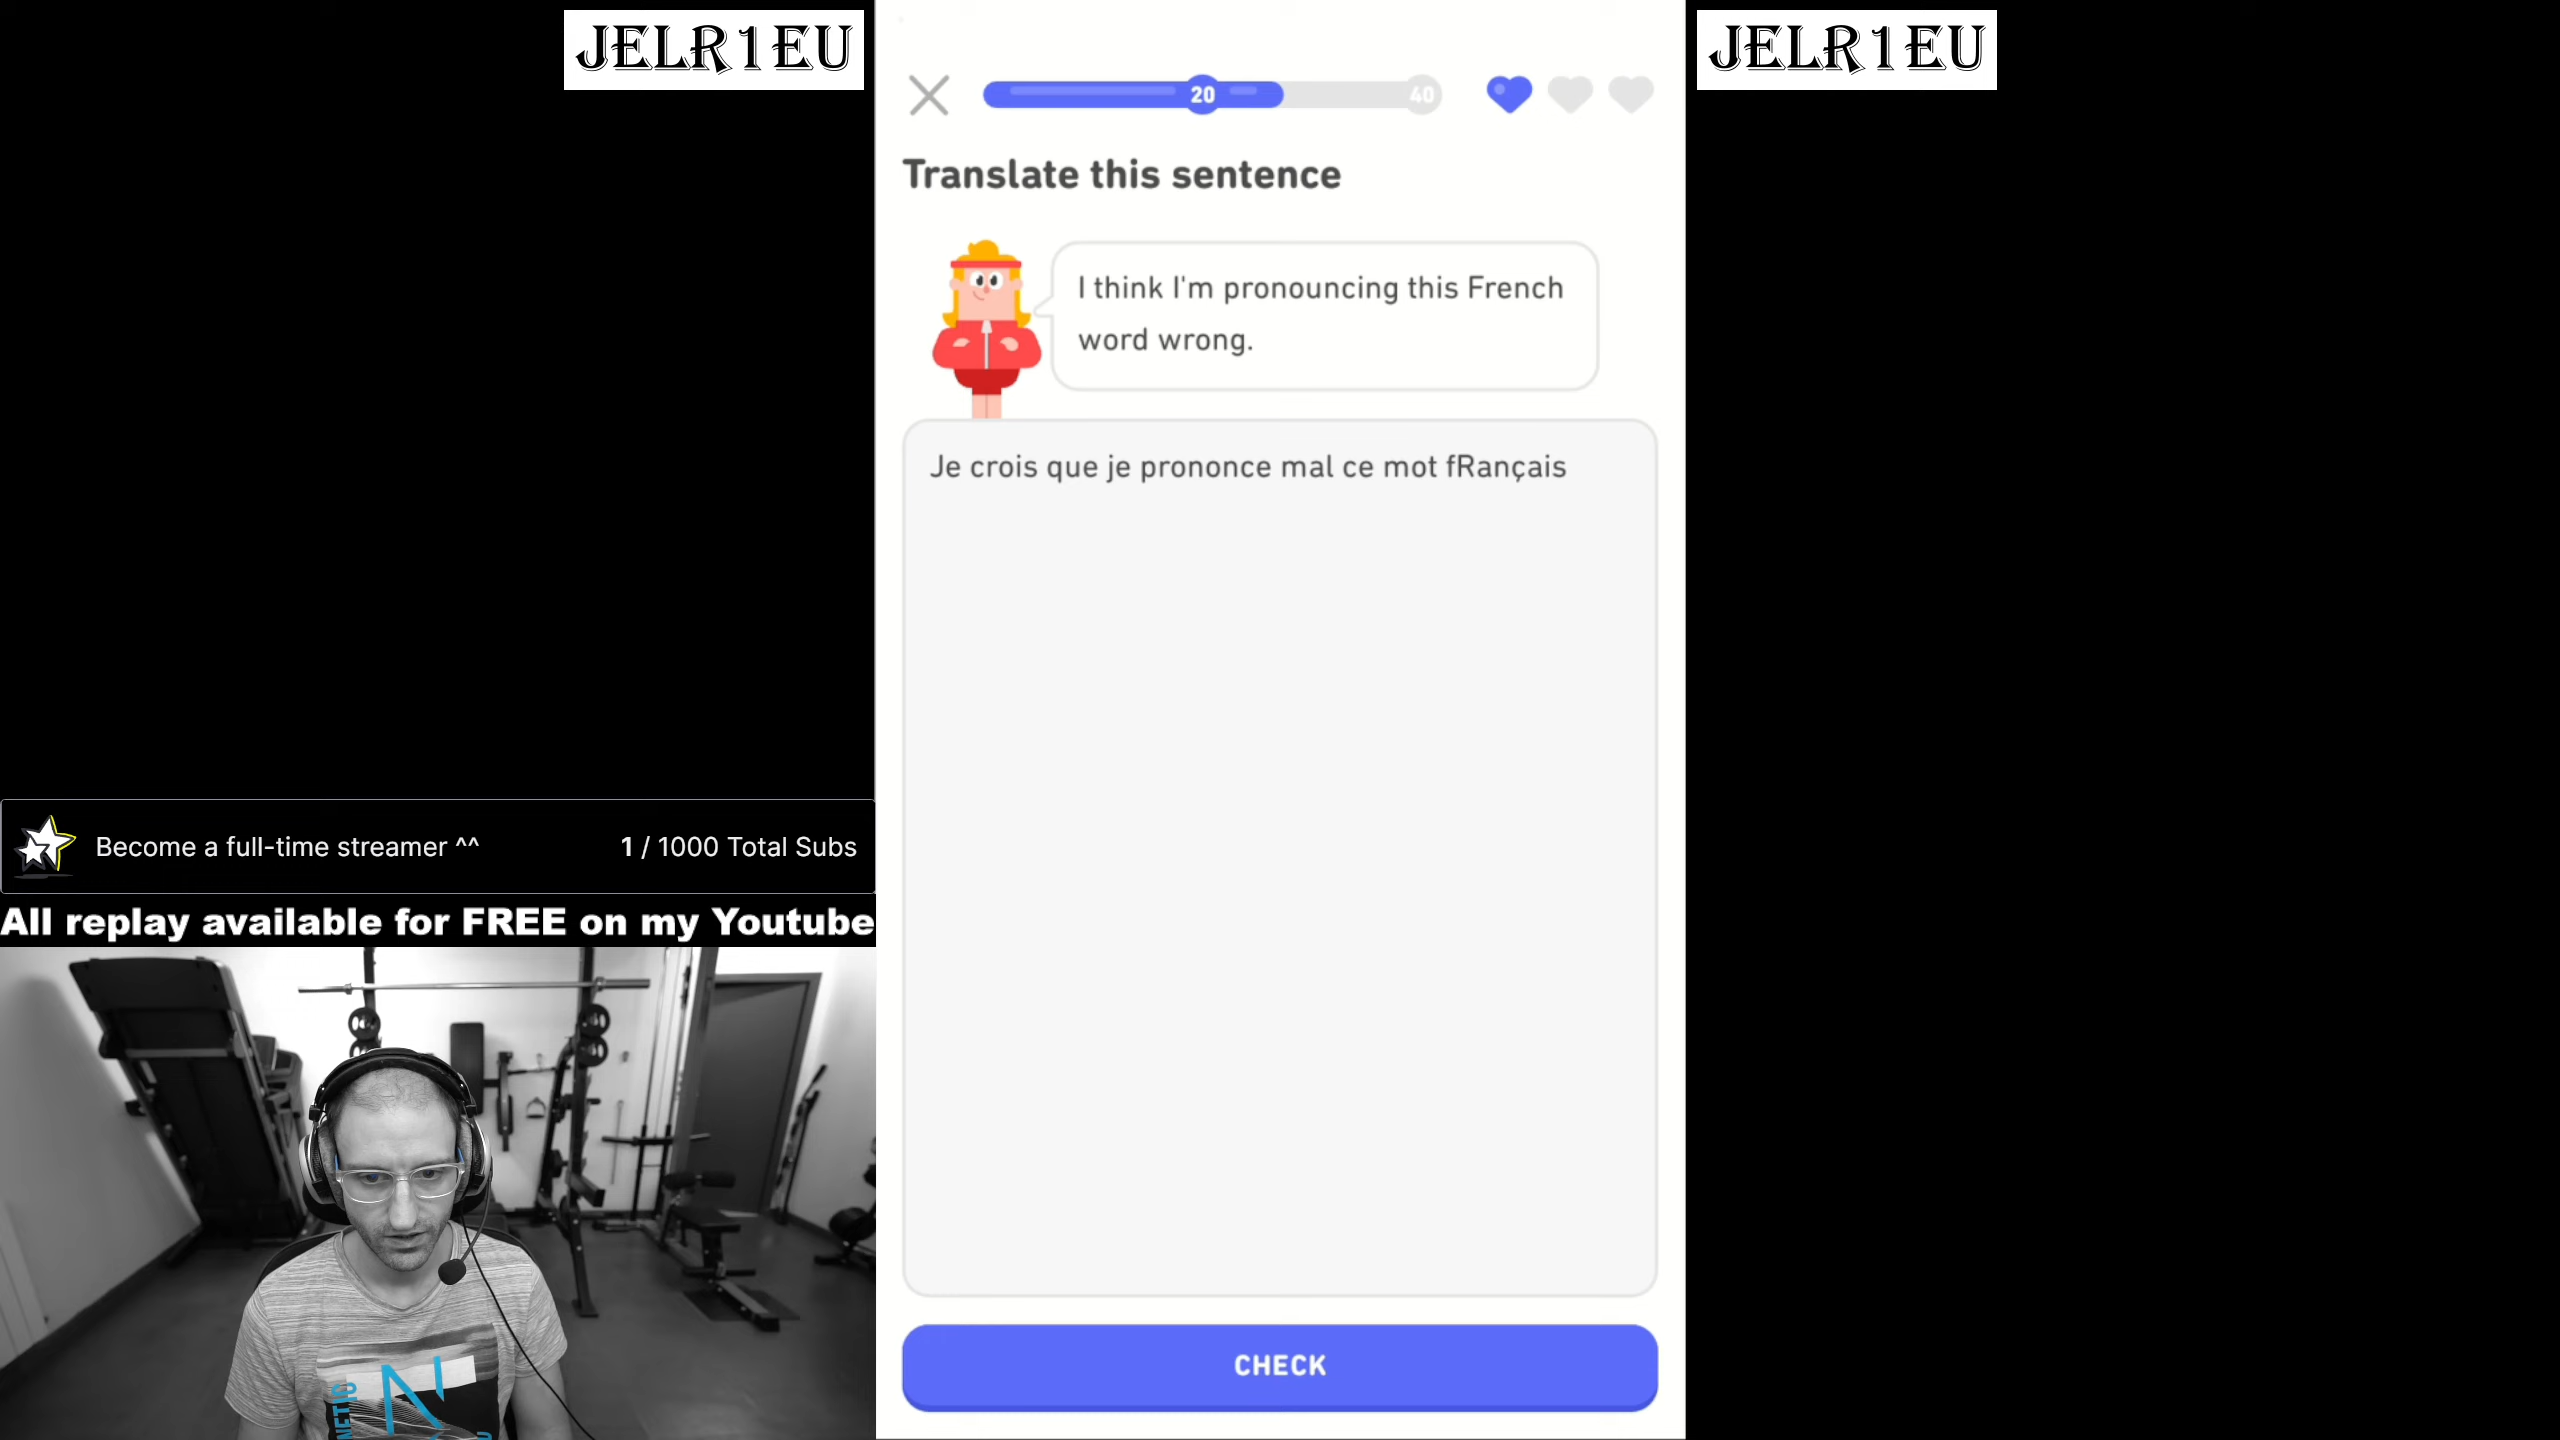 JELR1EU
JELR1EU
20
40
Translate this sentence
I think I'm pronouncing this French
word wrong.
Je crois que je prononce mal ce mot fRançais
Become a full-time streamer ^^
1 / 1000 Total Subs
All replay available for FREE on my Youtube
N
CHECK